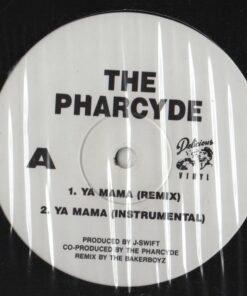 THE
PHARCYDE
A
Delicious
VINYL
1. YA MAMA (REMIX)
2. YA MAMA (INSTRUMENTAL)
PRODUCED BY J-SWIFT
CO-PRODUCED BY THE PHARCYDE
REMIX BY THE BAKERBOYZ